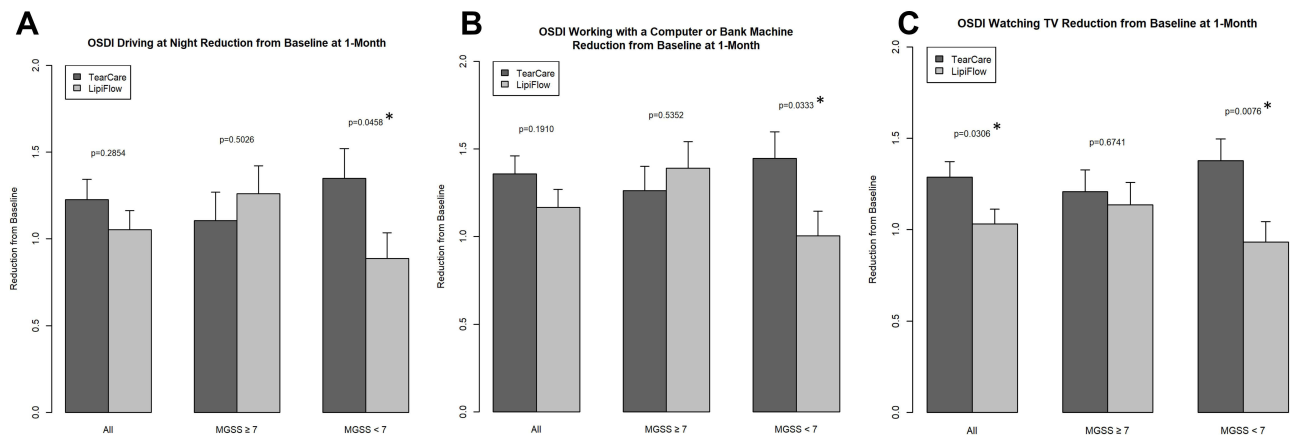 A
OSDI Driving at Night Reduction from Baseline at 1-Month
Reduction from Baseline
2.0
1.5
1.0
0.5
0.0
TearCare
LipiFlow
p=0.2854
p=0.5026
p=0.0458 *
All
MGSS ≥ 7
MGSS < 7
B
OSDI Working with a Computer or Bank Machine
Reduction from Baseline at 1-Month
Reduction from Baseline
2.0
1.5
1.0
0.5
0.0
TearCare
LipiFlow
p=0.1910
p=0.5352
p=0.0333 *
All
MGSS ≥ 7
MGSS < 7
C
OSDI Watching TV Reduction from Baseline at 1-Month
Reduction from Baseline
2.0
1.5
1.0
0.5
0.0
TearCare
LipiFlow
p=0.0306 *
p=0.6741
p=0.0076 *
All
MGSS ≥ 7
MGSS < 7